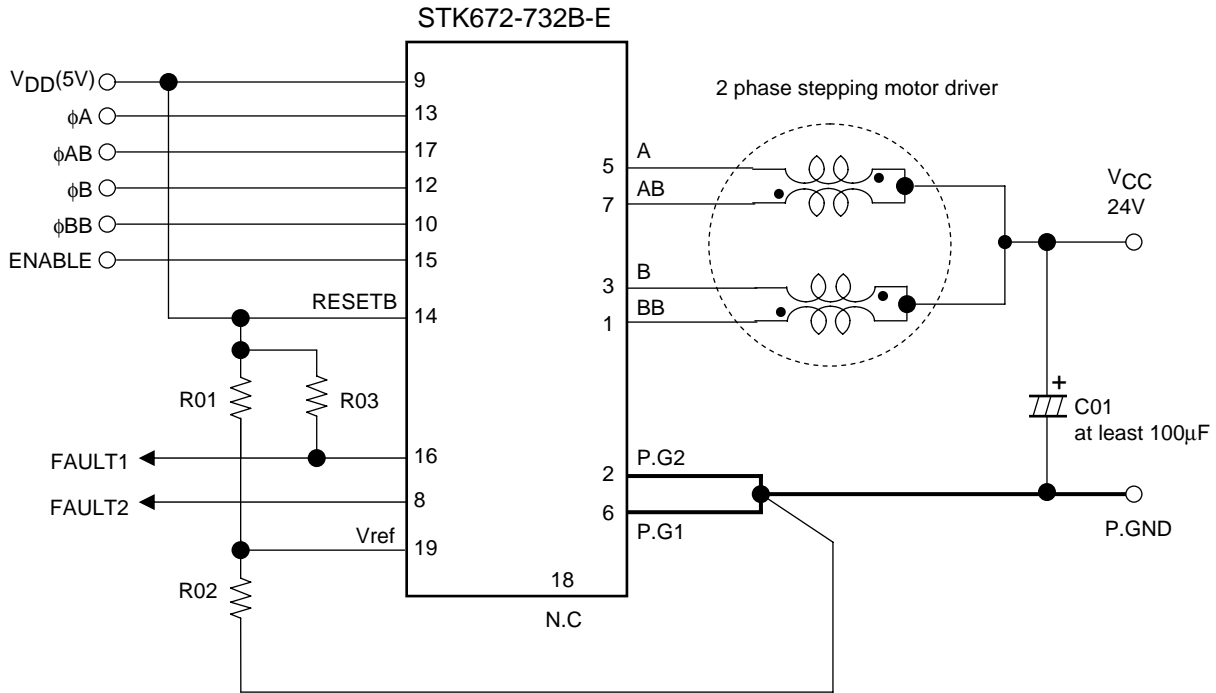 STK672-732B-E
VDD(5V)
9
2 phase stepping motor driver
ϕA
13
ϕAB
17
5
A
VCC
24V
ϕB
12
7
AB
ϕBB
10
ENABLE
15
3
B
RESETB
14
1
BB
R01
R03
+
C01
at least 100μF
FAULT1
16
2
P.G2
FAULT2
8
6
P.G1
P.GND
Vref
19
R02
18
N.C